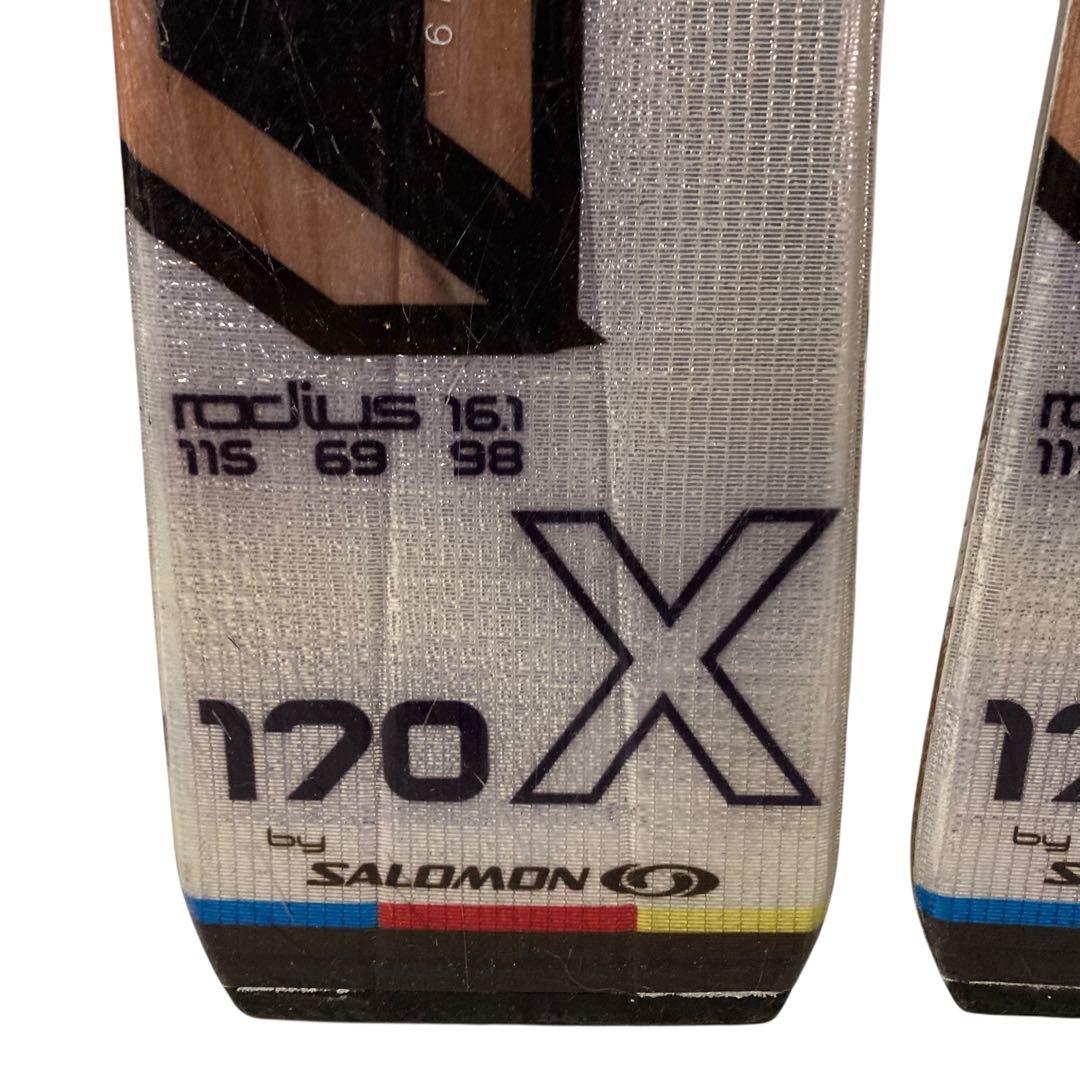 radius 16.1
115 69 98
170 X
by
SALOMON